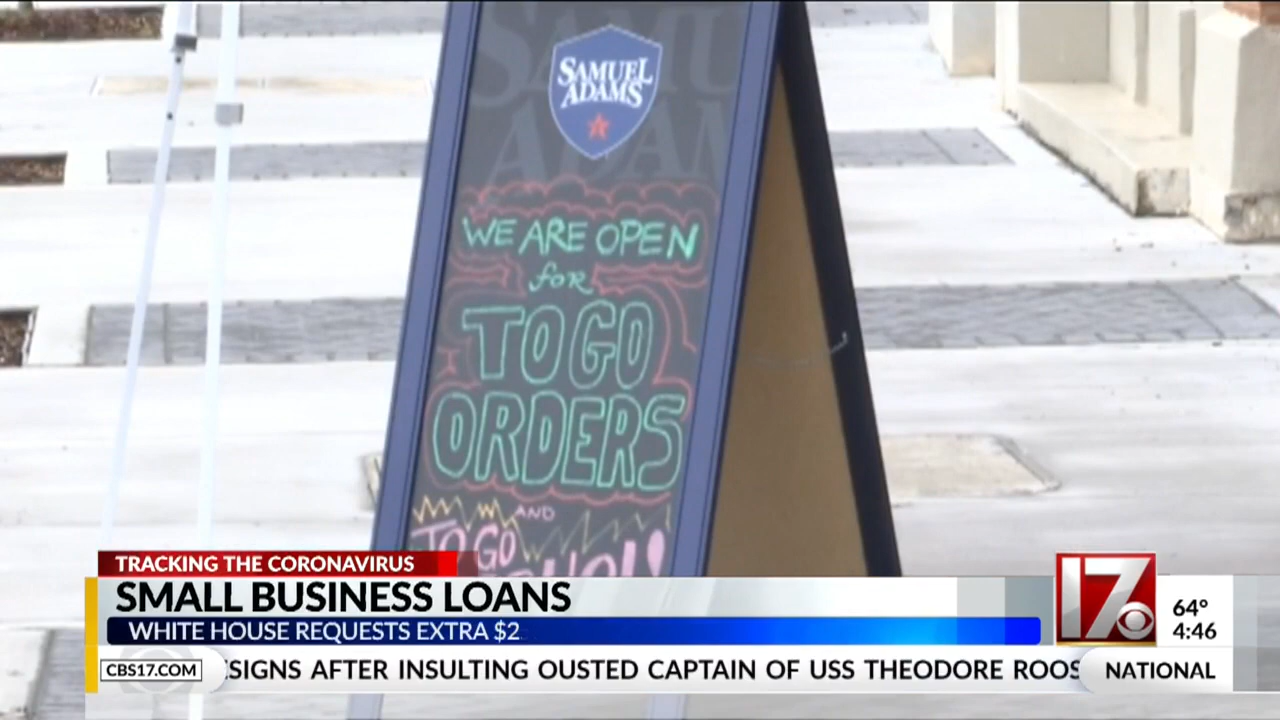 SAMUEL
ADAMS
WE ARE OPEN
for
TO GO
ORDERS
AND
TO GO
TRACKING THE CORONAVIRUS
SMALL BUSINESS LOANS
WHITE HOUSE REQUESTS EXTRA $2
17
64°
4:46
CBS17.COM
ESIGNS AFTER INSULTING OUSTED CAPTAIN OF USS THEODORE ROOS
NATIONAL